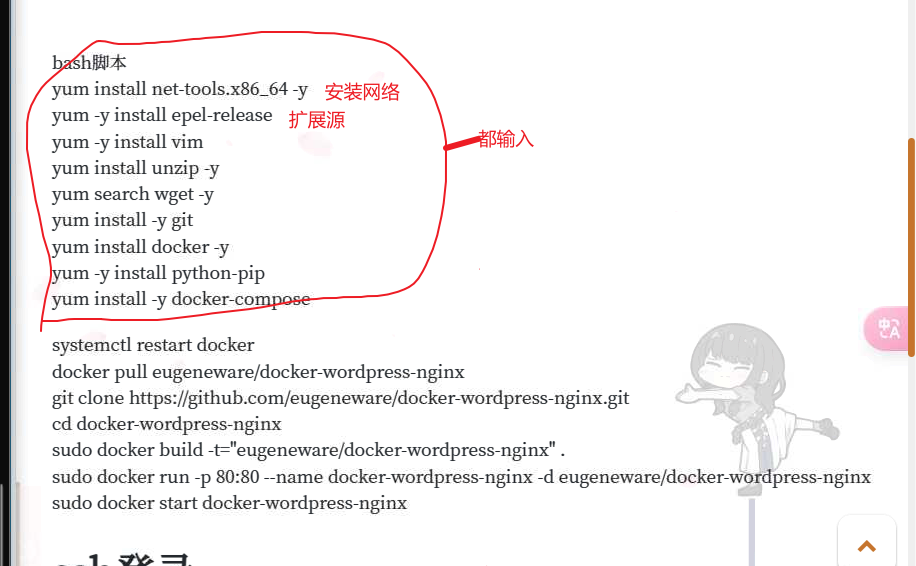 bash脚本
yum install net-tools.x86_64 -y 安装网络
yum -y install epel-release 扩展源
yum -y install vim 都输入
yum install unzip -y
yum search wget -y
yum install -y git
yum install docker -y
yum -y install python-pip
yum install -y docker-compose
systemctl restart docker
docker pull eugeneware/docker-wordpress-nginx
中A
git clone https://github.com/eugeneware/docker-wordpress-nginx.git
cd docker-wordpress-nginx
sudo docker build -t="eugeneware/docker-wordpress-nginx" .
sudo docker run -p 80:80 --name docker-wordpress-nginx -d eugeneware/docker-wordpress-nginx
sudo docker start docker-wordpress-nginx
ssh登录